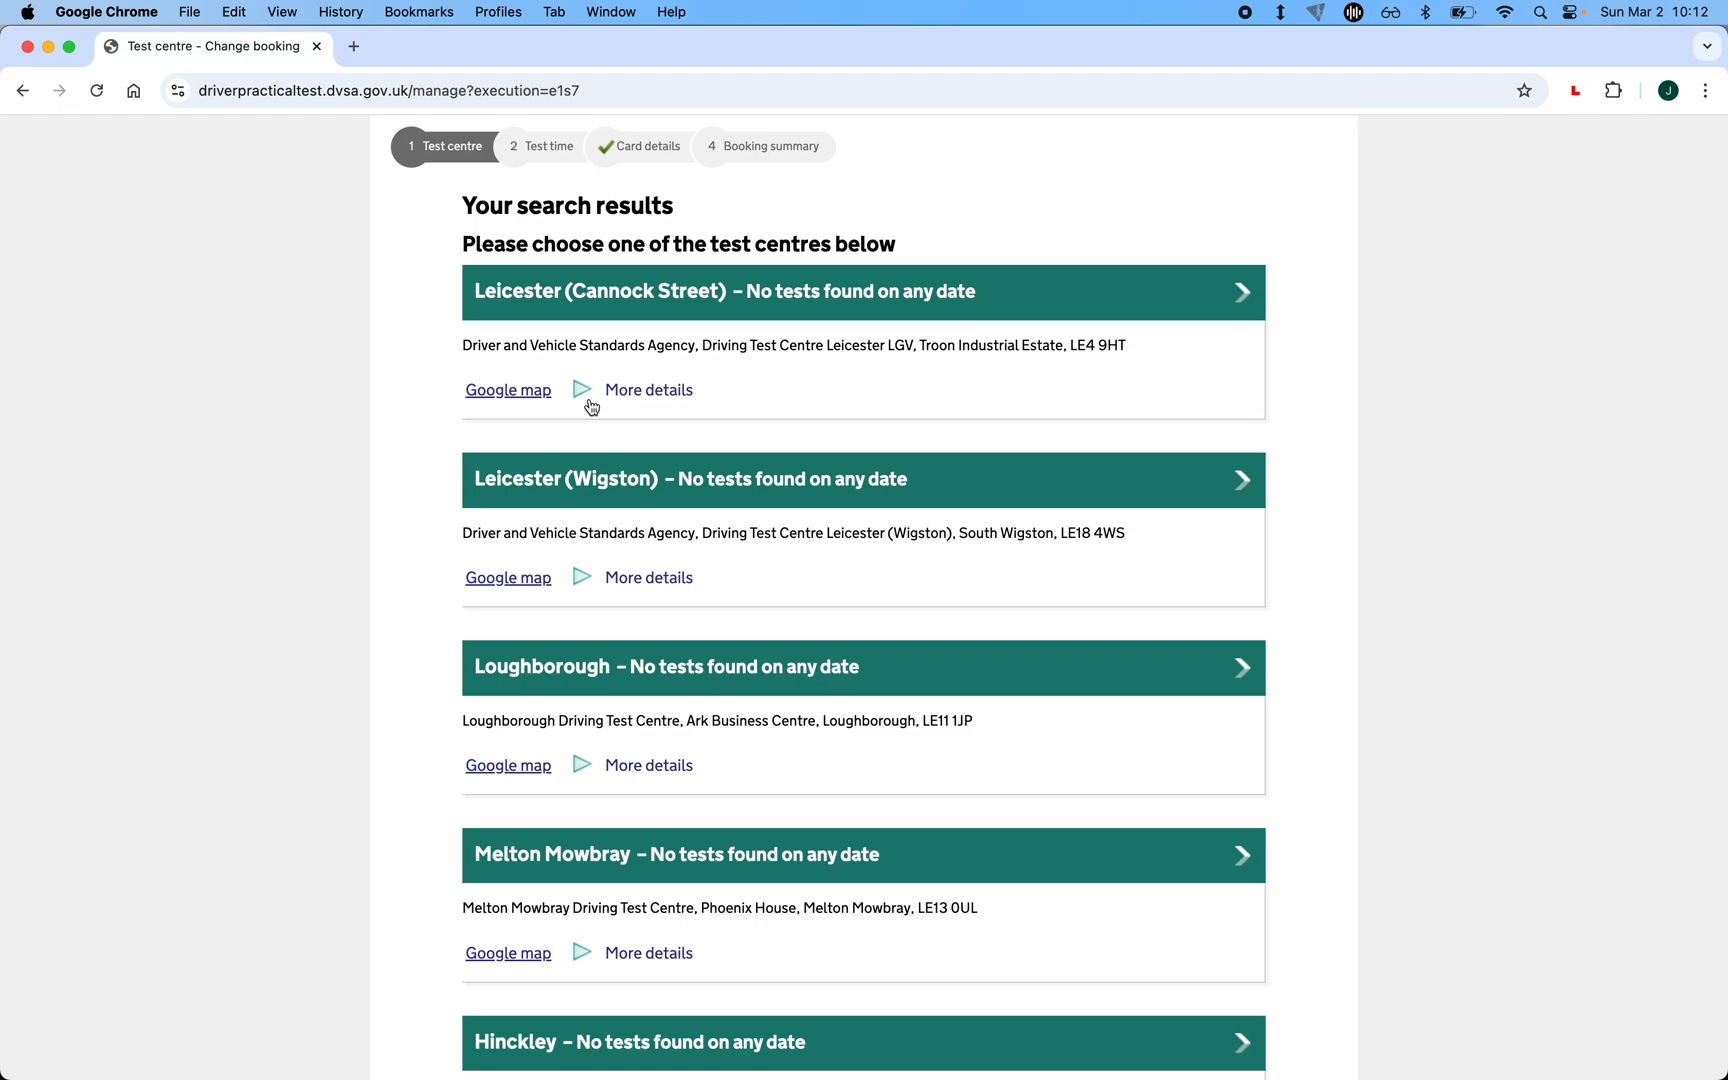 Google Chrome File Edit View History Bookmarks Profiles Tab Window Help Sun Mar 2 10:12
Test centre - Change booking
driverpracticaltest.dvsa.gov.uk/manage?execution=e1s7 L J
1 Test centre 2 Test time Card details 4 Booking summary
Your search results
Please choose one of the test centres below
Leicester (Cannock Street) – No tests found on any date
Driver and Vehicle Standards Agency, Driving Test Centre Leicester LGV, Troon Industrial Estate, LE4 9HT
Google map More details
Leicester (Wigston) – No tests found on any date
Driver and Vehicle Standards Agency, Driving Test Centre Leicester (Wigston), South Wigston, LE18 4WS
Google map More details
Loughborough – No tests found on any date
Loughborough Driving Test Centre, Ark Business Centre, Loughborough, LE11 1JP
Google map More details
Melton Mowbray – No tests found on any date
Melton Mowbray Driving Test Centre, Phoenix House, Melton Mowbray, LE13 0UL
Google map More details
Hinckley – No tests found on any date